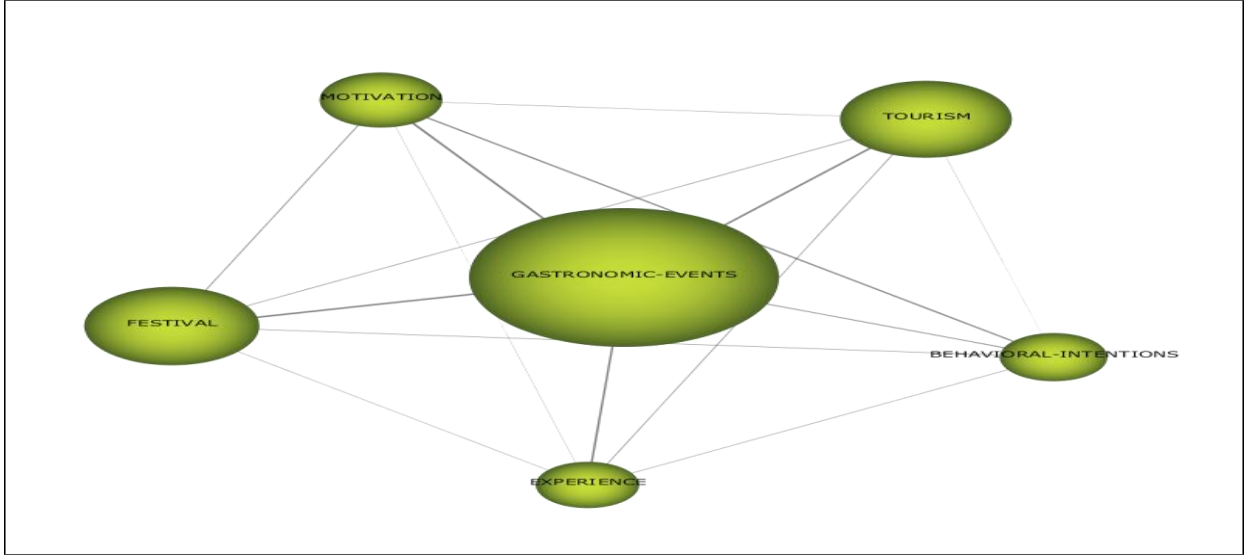 MOTIVATION
TOURISM
GASTRONOMIC-EVENTS
FESTIVAL
BEHAVIORAL-INTENTIONS
EXPERIENCE